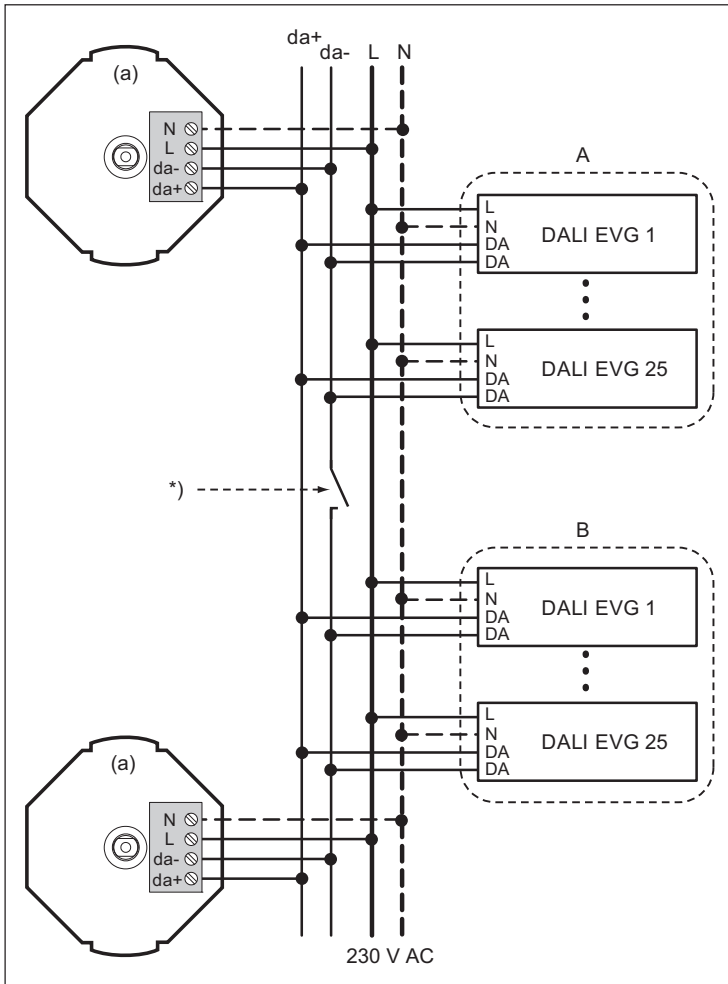 da+ da- L N
(a)
N
L
da-
da+
A
L
N
DA
DA
DALI EVG 1
L
N
DA
DA
DALI EVG 25
*)
B
L
N
DA
DA
DALI EVG 1
L
N
DA
DA
DALI EVG 25
(a)
N
L
da-
da+
230 V AC